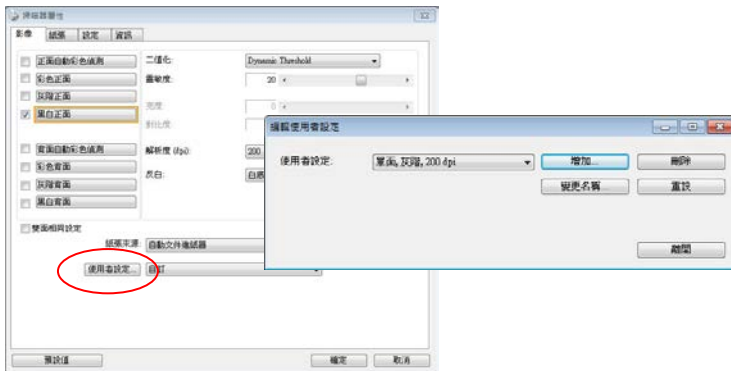 掃瞄器屬性
影像 紙張 設定 資訊
正面自動彩色偵測
彩色正面
灰階正面
黑白正面
背面自動彩色偵測
彩色背面
灰階背面
黑白背面
二值化: Dynamic Threshold
靈敏度: 20
亮度: 0
對比度:
解析度 (dpi): 200
反白:
雙面相同設定
紙張來源: 自動文件進紙器
使用者設定... 自訂
預設值 確定 取消
編輯使用者設定
使用者設定: 單面, 灰階, 200 dpi 增加... 刪除
變更名稱... 重設
離開